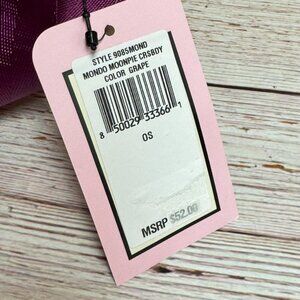 STYLE 9085MOND
MONDO MOONPIE CRSBDY
COLOR GRAPE
8 50029 33366 1
OS
MSRP $52.00